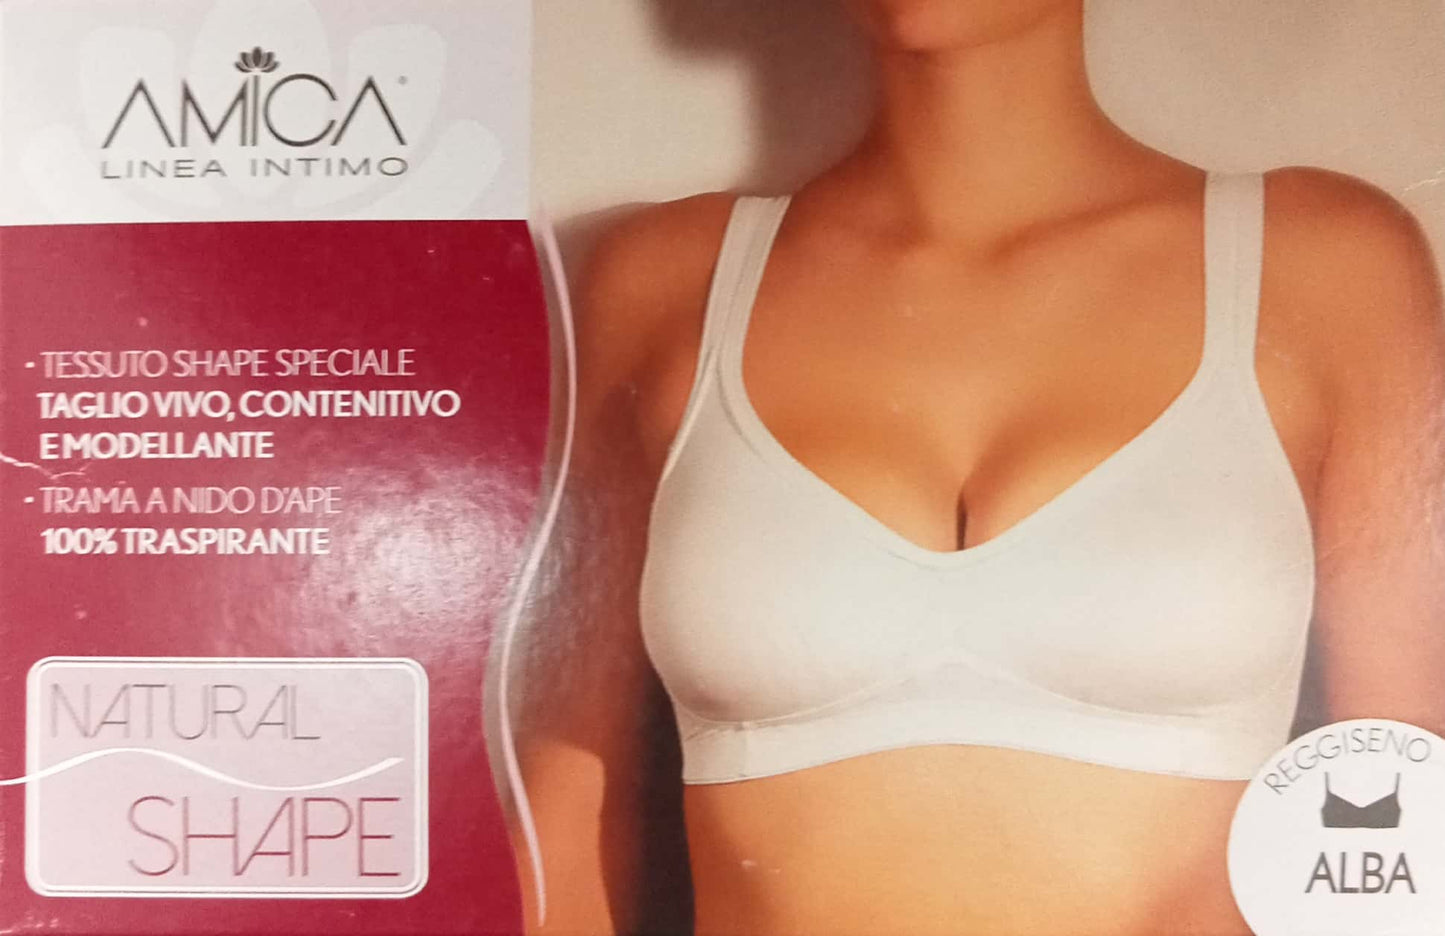 AMICA®
LINEA INTIMO
· TESSUTO SHAPE SPECIALE
TAGLIO VIVO, CONTENITIVO
E MODELLANTE
· TRAMA A NIDO D'APE
100% TRASPIRANTE
NATURAL
SHAPE
REGGISENO
ALBA